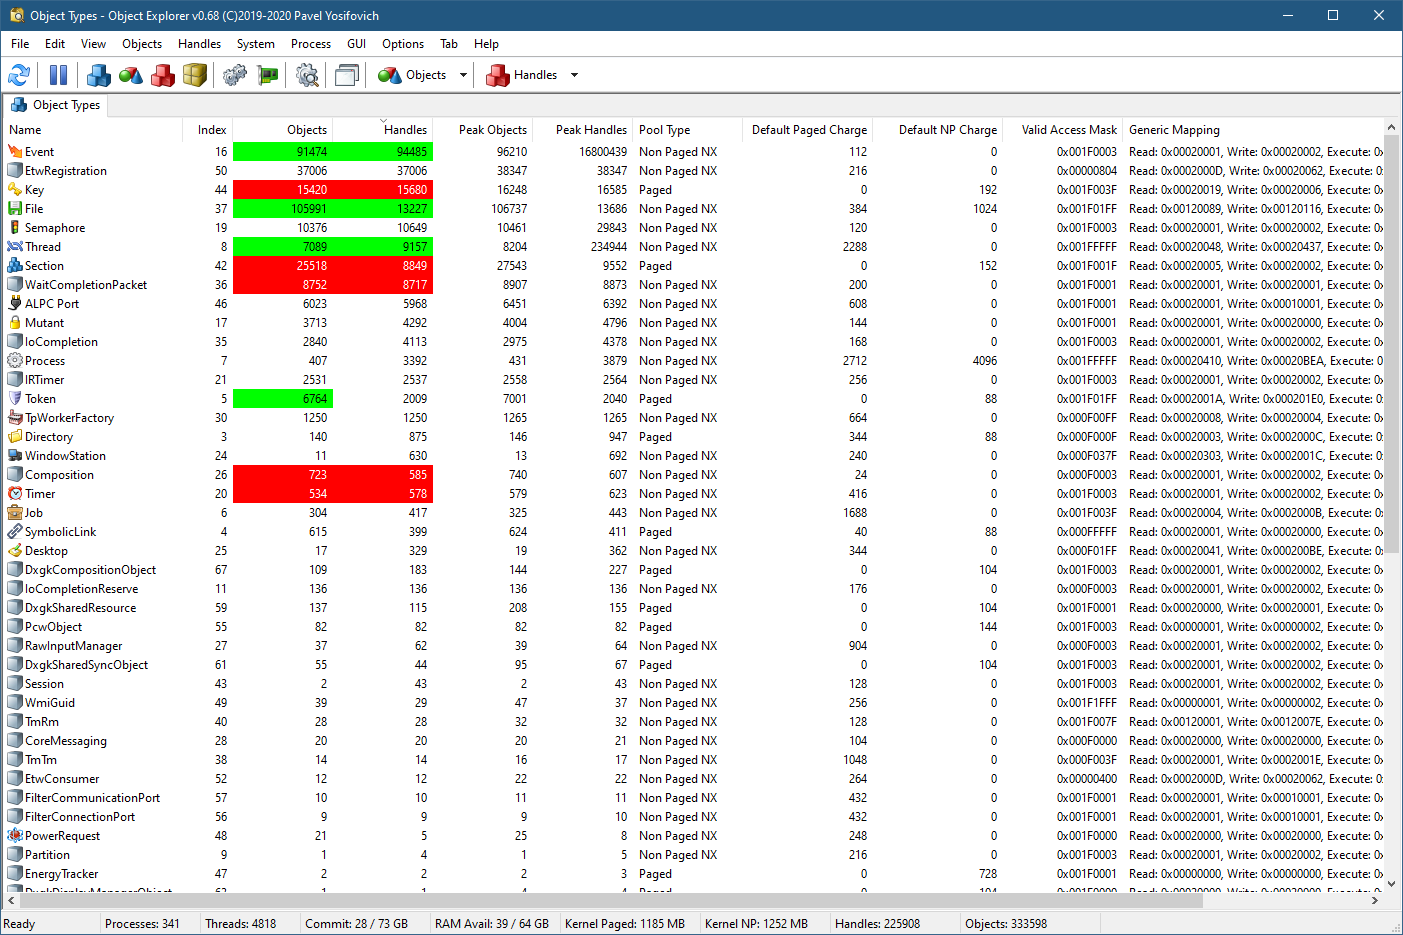 Object Types - Object Explorer v0.68 (C)2019-2020 Pavel Yosifovich
File Edit View Objects Handles System Process GUI Options Tab Help
Objects Handles
Object Types
Name Index Objects Handles Peak Objects Peak Handles Pool Type Default Paged Charge Default NP Charge Valid Access Mask Generic Mapping
Event 16 91474 94485 96210 16800439 Non Paged NX 112 0 0x001F0003 Read: 0x00020001, Write: 0x00020002, Execute: 0x
EtwRegistration 50 37006 37006 38347 38347 Non Paged NX 216 0 0x00000804 Read: 0x0002000D, Write: 0x00020062, Execute: 0
Key 44 15420 15680 16248 16585 Paged 0 192 0x001F003F Read: 0x00020019, Write: 0x00020006, Execute: 0x
File 37 105991 13227 106737 13686 Non Paged NX 384 1024 0x001F01FF Read: 0x00120089, Write: 0x00120116, Execute: 0x
Semaphore 19 10376 10649 10461 29843 Non Paged NX 120 0 0x001F0003 Read: 0x00020001, Write: 0x00020002, Execute: 0x
Thread 8 7089 9157 8204 234944 Non Paged NX 2288 0 0x001FFFFF Read: 0x00020048, Write: 0x00020437, Execute: 0x
Section 42 25518 8849 27543 9552 Paged 0 152 0x001F001F Read: 0x00020005, Write: 0x00020002, Execute: 0x
WaitCompletionPacket 36 8752 8717 8907 8873 Non Paged NX 200 0 0x001F0001 Read: 0x00020001, Write: 0x00020002, Execute: 0x
ALPC Port 46 6023 5968 6451 6392 Non Paged NX 608 0 0x001F0001 Read: 0x00020001, Write: 0x00010001, Execute: 0x
Mutant 17 3713 4292 4004 4796 Non Paged NX 144 0 0x001F0001 Read: 0x00020001, Write: 0x00020000, Execute: 0x
IoCompletion 35 2840 4113 2975 4378 Non Paged NX 168 0 0x001F0003 Read: 0x00020001, Write: 0x00020002, Execute: 0x
Process 7 407 3392 431 3879 Non Paged NX 2712 4096 0x001FFFFF Read: 0x00020410, Write: 0x00020BEA, Execute: 0
IRTimer 21 2531 2537 2558 2564 Non Paged NX 256 0 0x001F0003 Read: 0x00020001, Write: 0x00020002, Execute: 0x
Token 5 6764 2009 7001 2040 Paged 0 88 0x001F01FF Read: 0x0002001A, Write: 0x000201E0, Execute: 0x
TpWorkerFactory 30 1250 1250 1265 1265 Non Paged NX 664 0 0x000F00FF Read: 0x00020008, Write: 0x00020004, Execute: 0x
Directory 3 140 875 146 947 Paged 344 88 0x000F000F Read: 0x00020003, Write: 0x0002000C, Execute: 0
WindowStation 24 11 630 13 692 Non Paged NX 240 0 0x000F037F Read: 0x00020303, Write: 0x0002001C, Execute: 0
Composition 26 723 585 740 607 Non Paged NX 24 0 0x000F0003 Read: 0x00020001, Write: 0x00020002, Execute: 0x
Timer 20 534 578 579 623 Non Paged NX 416 0 0x001F0003 Read: 0x00020001, Write: 0x00020002, Execute: 0x
Job 6 304 417 325 443 Non Paged NX 1688 0 0x001F003F Read: 0x00020004, Write: 0x0002000B, Execute: 0x
SymbolicLink 4 615 399 624 411 Paged 40 88 0x000FFFFF Read: 0x00020001, Write: 0x00020000, Execute: 0x
Desktop 25 17 329 19 362 Non Paged NX 344 0 0x000F01FF Read: 0x00020041, Write: 0x000200BE, Execute: 0x
DxgkCompositionObject 67 109 183 144 227 Paged 0 104 0x001F0003 Read: 0x00020001, Write: 0x00020002, Execute: 0x
IoCompletionReserve 11 136 136 136 136 Non Paged NX 176 0 0x000F0003 Read: 0x00020001, Write: 0x00020002, Execute: 0x
DxgkSharedResource 59 137 115 208 155 Paged 0 104 0x001F0001 Read: 0x00020000, Write: 0x00020001, Execute: 0x
PcwObject 55 82 82 82 82 Paged 0 144 0x001F0003 Read: 0x00000001, Write: 0x00000002, Execute: 0x
RawInputManager 27 37 62 39 64 Non Paged NX 904 0 0x000F0003 Read: 0x00020001, Write: 0x00020002, Execute: 0x
DxgkSharedSyncObject 61 55 44 95 67 Paged 0 104 0x001F0003 Read: 0x00020001, Write: 0x00020002, Execute: 0x
Session 43 2 43 2 43 Non Paged NX 128 0 0x001F0003 Read: 0x00020001, Write: 0x00020002, Execute: 0x
WmiGuid 49 39 29 47 37 Non Paged NX 256 0 0x001F1FFF Read: 0x00000001, Write: 0x00000002, Execute: 0x
TmRm 40 28 28 32 32 Non Paged NX 128 0 0x001F007F Read: 0x00120001, Write: 0x0012007E, Execute: 0x
CoreMessaging 28 20 20 20 21 Non Paged NX 104 0 0x000F0000 Read: 0x00020000, Write: 0x00020000, Execute: 0x
TmTm 38 14 14 16 17 Non Paged NX 1048 0 0x000F003F Read: 0x00020001, Write: 0x0002001E, Execute: 0x
EtwConsumer 52 12 12 22 22 Non Paged NX 264 0 0x00000400 Read: 0x0002000D, Write: 0x00020062, Execute: 0
FilterCommunicationPort 57 10 10 11 11 Non Paged NX 432 0 0x001F0001 Read: 0x00020001, Write: 0x00010001, Execute: 0x
FilterConnectionPort 56 9 9 9 10 Non Paged NX 432 0 0x001F0001 Read: 0x00020001, Write: 0x00010001, Execute: 0x
PowerRequest 48 21 5 25 8 Non Paged NX 248 0 0x001F0000 Read: 0x00020000, Write: 0x00020000, Execute: 0x
Partition 9 1 4 1 5 Non Paged NX 216 0 0x001F0003 Read: 0x00020001, Write: 0x00020002, Execute: 0x
EnergyTracker 47 2 2 2 3 Paged 0 728 0x001F0001 Read: 0x00000000, Write: 0x00000000, Execute: 0x
Ready Processes: 341 Threads: 4818 Commit: 28 / 73 GB RAM Avail: 39 / 64 GB Kernel Paged: 1185 MB Kernel NP: 1252 MB Handles: 225908 Objects: 333598